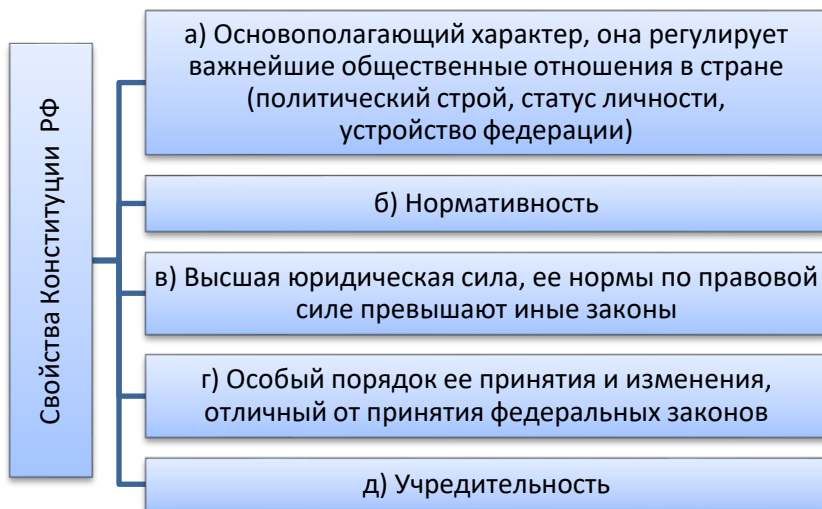 Свойства Конституции РФ
а) Основополагающий характер, она регулирует
важнейшие общественные отношения в стране
(политический строй, статус личности,
устройство федерации)
б) Нормативность
в) Высшая юридическая сила, ее нормы по правовой
силе превышают иные законы
г) Особый порядок ее принятия и изменения,
отличный от принятия федеральных законов
д) Учредительность